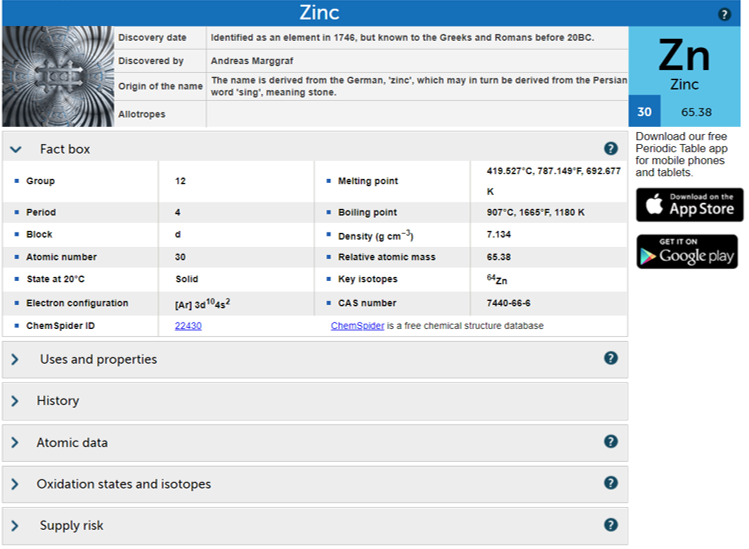 Zinc
?
Discovery date Identified as an element in 1746, but known to the Greeks and Romans before 20BC.
Discovered by Andreas Marggraf
Origin of the name The name is derived from the German, 'zinc', which may in turn be derived from the Persian
word 'sing', meaning stone.
Allotropes
Zn
Zinc
30 65.38
Download our free
Periodic Table app
for mobile phones
and tablets.
Download on the
App Store
GET IT ON
Google play
Fact box ?
Group 12 Melting point 419.527°C, 787.149°F, 692.677
K
Period 4 Boiling point 907°C, 1665°F, 1180 K
Block d Density (g cm⁻³) 7.134
Atomic number 30 Relative atomic mass 65.38
State at 20°C Solid Key isotopes ⁶⁴Zn
Electron configuration [Ar] 3d¹⁰4s² CAS number 7440-66-6
ChemSpider ID 22430 ChemSpider is a free chemical structure database
Uses and properties ?
History
Atomic data ?
Oxidation states and isotopes ?
Supply risk ?